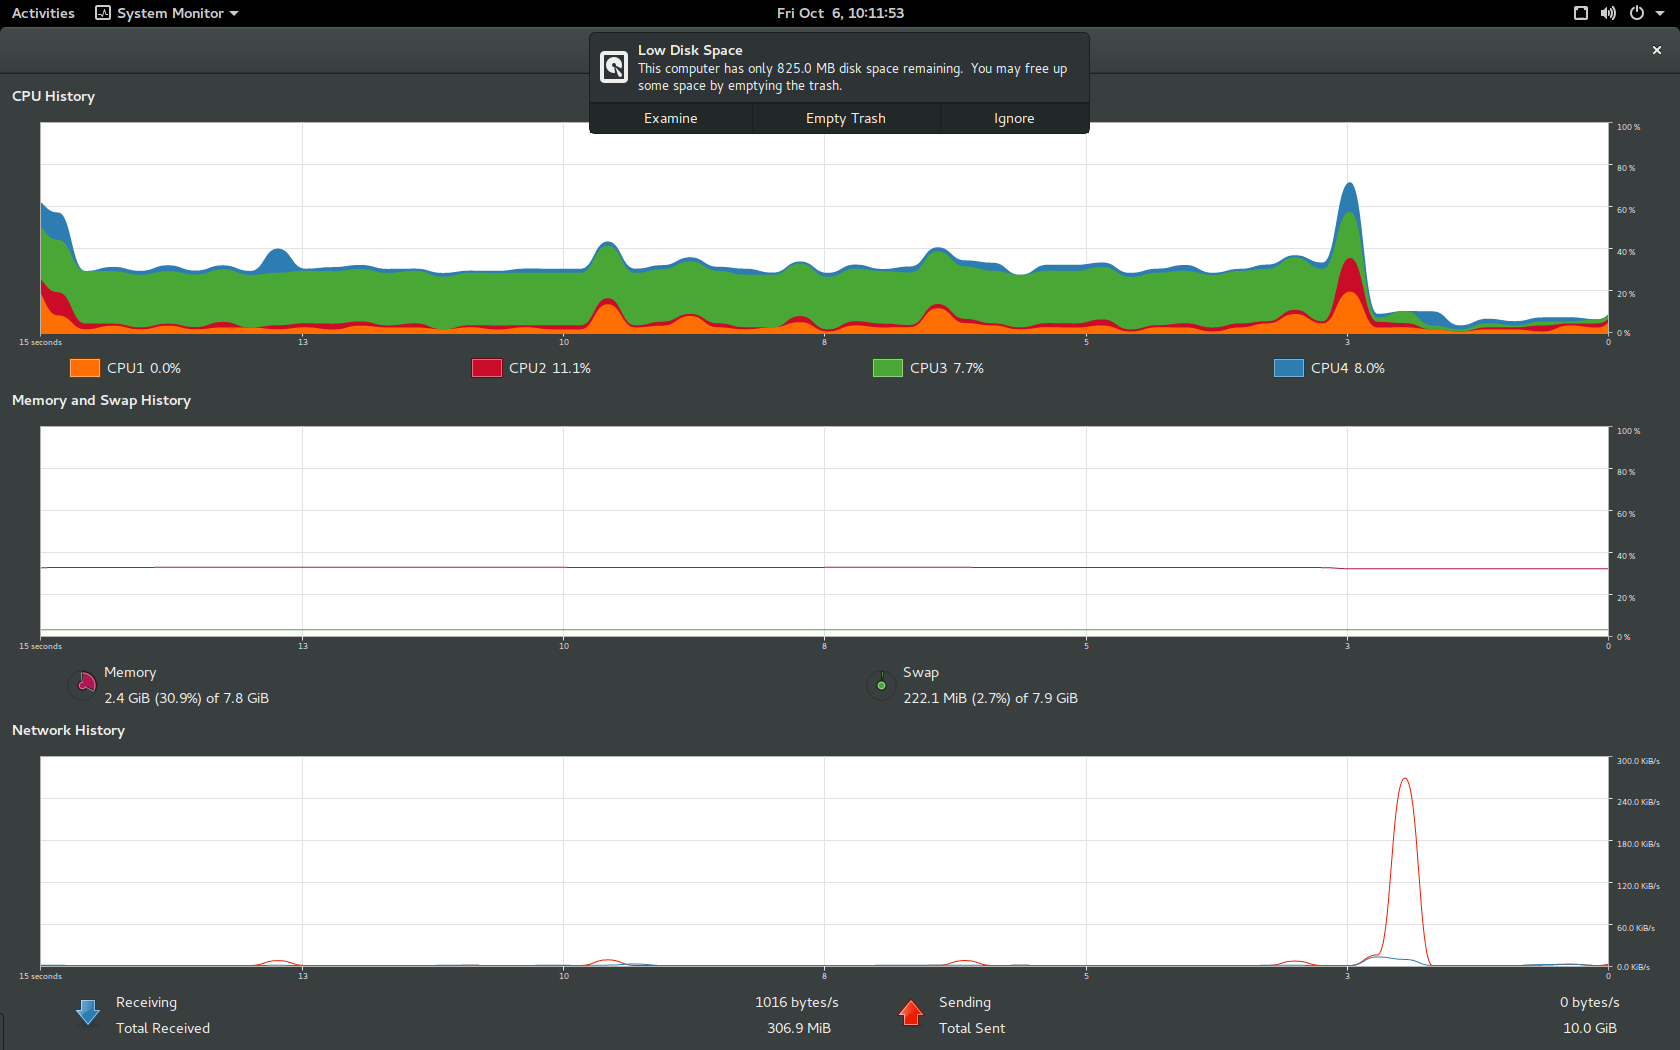 Activities System Monitor Fri Oct 6, 10:11:53
Low Disk Space
This computer has only 825.0 MB disk space remaining. You may free up
some space by emptying the trash.
Examine Empty Trash Ignore
CPU History
100 %
80 %
60 %
40 %
20 %
0 %
15 seconds 13 10 8 5 3 0
CPU1 0.0% CPU2 11.1% CPU3 7.7% CPU4 8.0%
Memory and Swap History
100 %
80 %
60 %
40 %
20 %
0 %
15 seconds 13 10 8 5 3 0
Memory Swap
2.4 GiB (30.9%) of 7.8 GiB 222.1 MiB (2.7%) of 7.9 GiB
Network History
300.0 KiB/s
240.0 KiB/s
180.0 KiB/s
120.0 KiB/s
60.0 KiB/s
0.0 KiB/s
15 seconds 13 10 8 5 3 0
Receiving 1016 bytes/s Sending 0 bytes/s
Total Received 306.9 MiB Total Sent 10.0 GiB